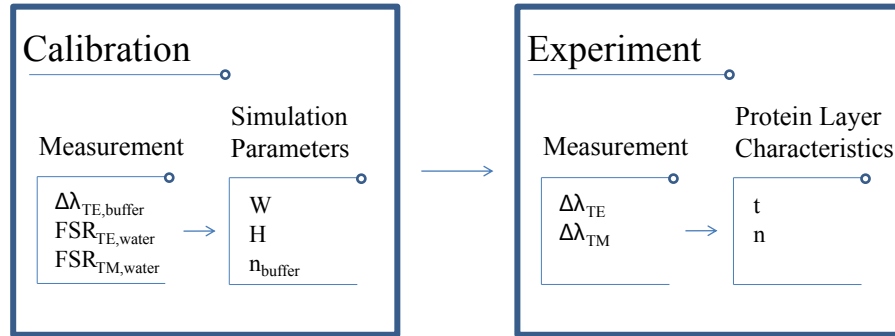 Calibration
Measurement
Simulation
Parameters
Δλ_TE,buffer
FSR_TE,water
FSR_TM,water
W
H
n_buffer
Experiment
Measurement
Protein Layer
Characteristics
Δλ_TE
Δλ_TM
t
n